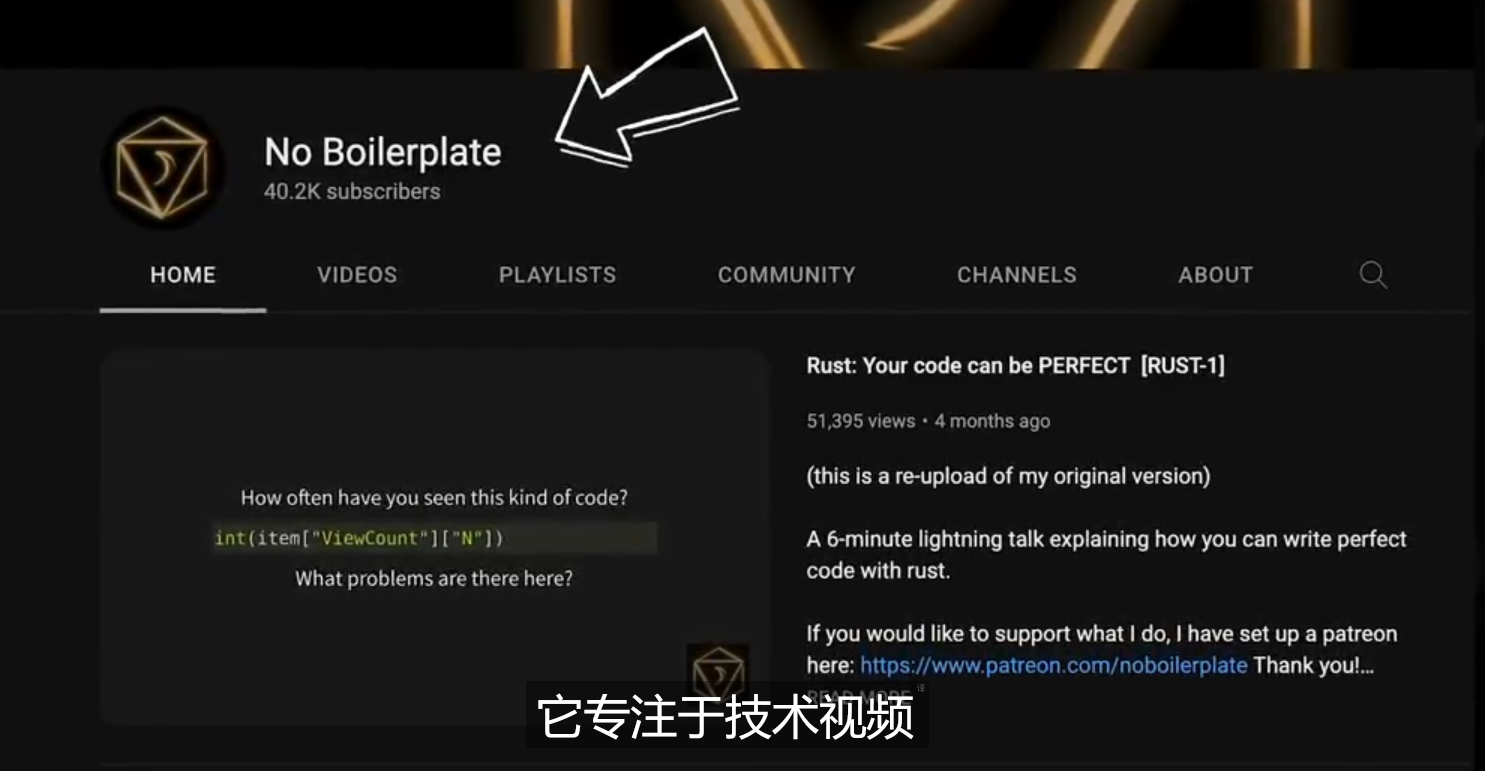 No Boilerplate
40.2K subscribers
HOME VIDEOS PLAYLISTS COMMUNITY CHANNELS ABOUT
How often have you seen this kind of code?
int(item["ViewCount"]["N"])
What problems are there here?
Rust: Your code can be PERFECT [RUST-1]
51,395 views • 4 months ago
(this is a re-upload of my original version)
A 6-minute lightning talk explaining how you can write perfect
code with rust.
If you would like to support what I do, I have set up a patreon
here: https://www.patreon.com/noboilerplate Thank you!...
READ MORE
它专注于技术视频